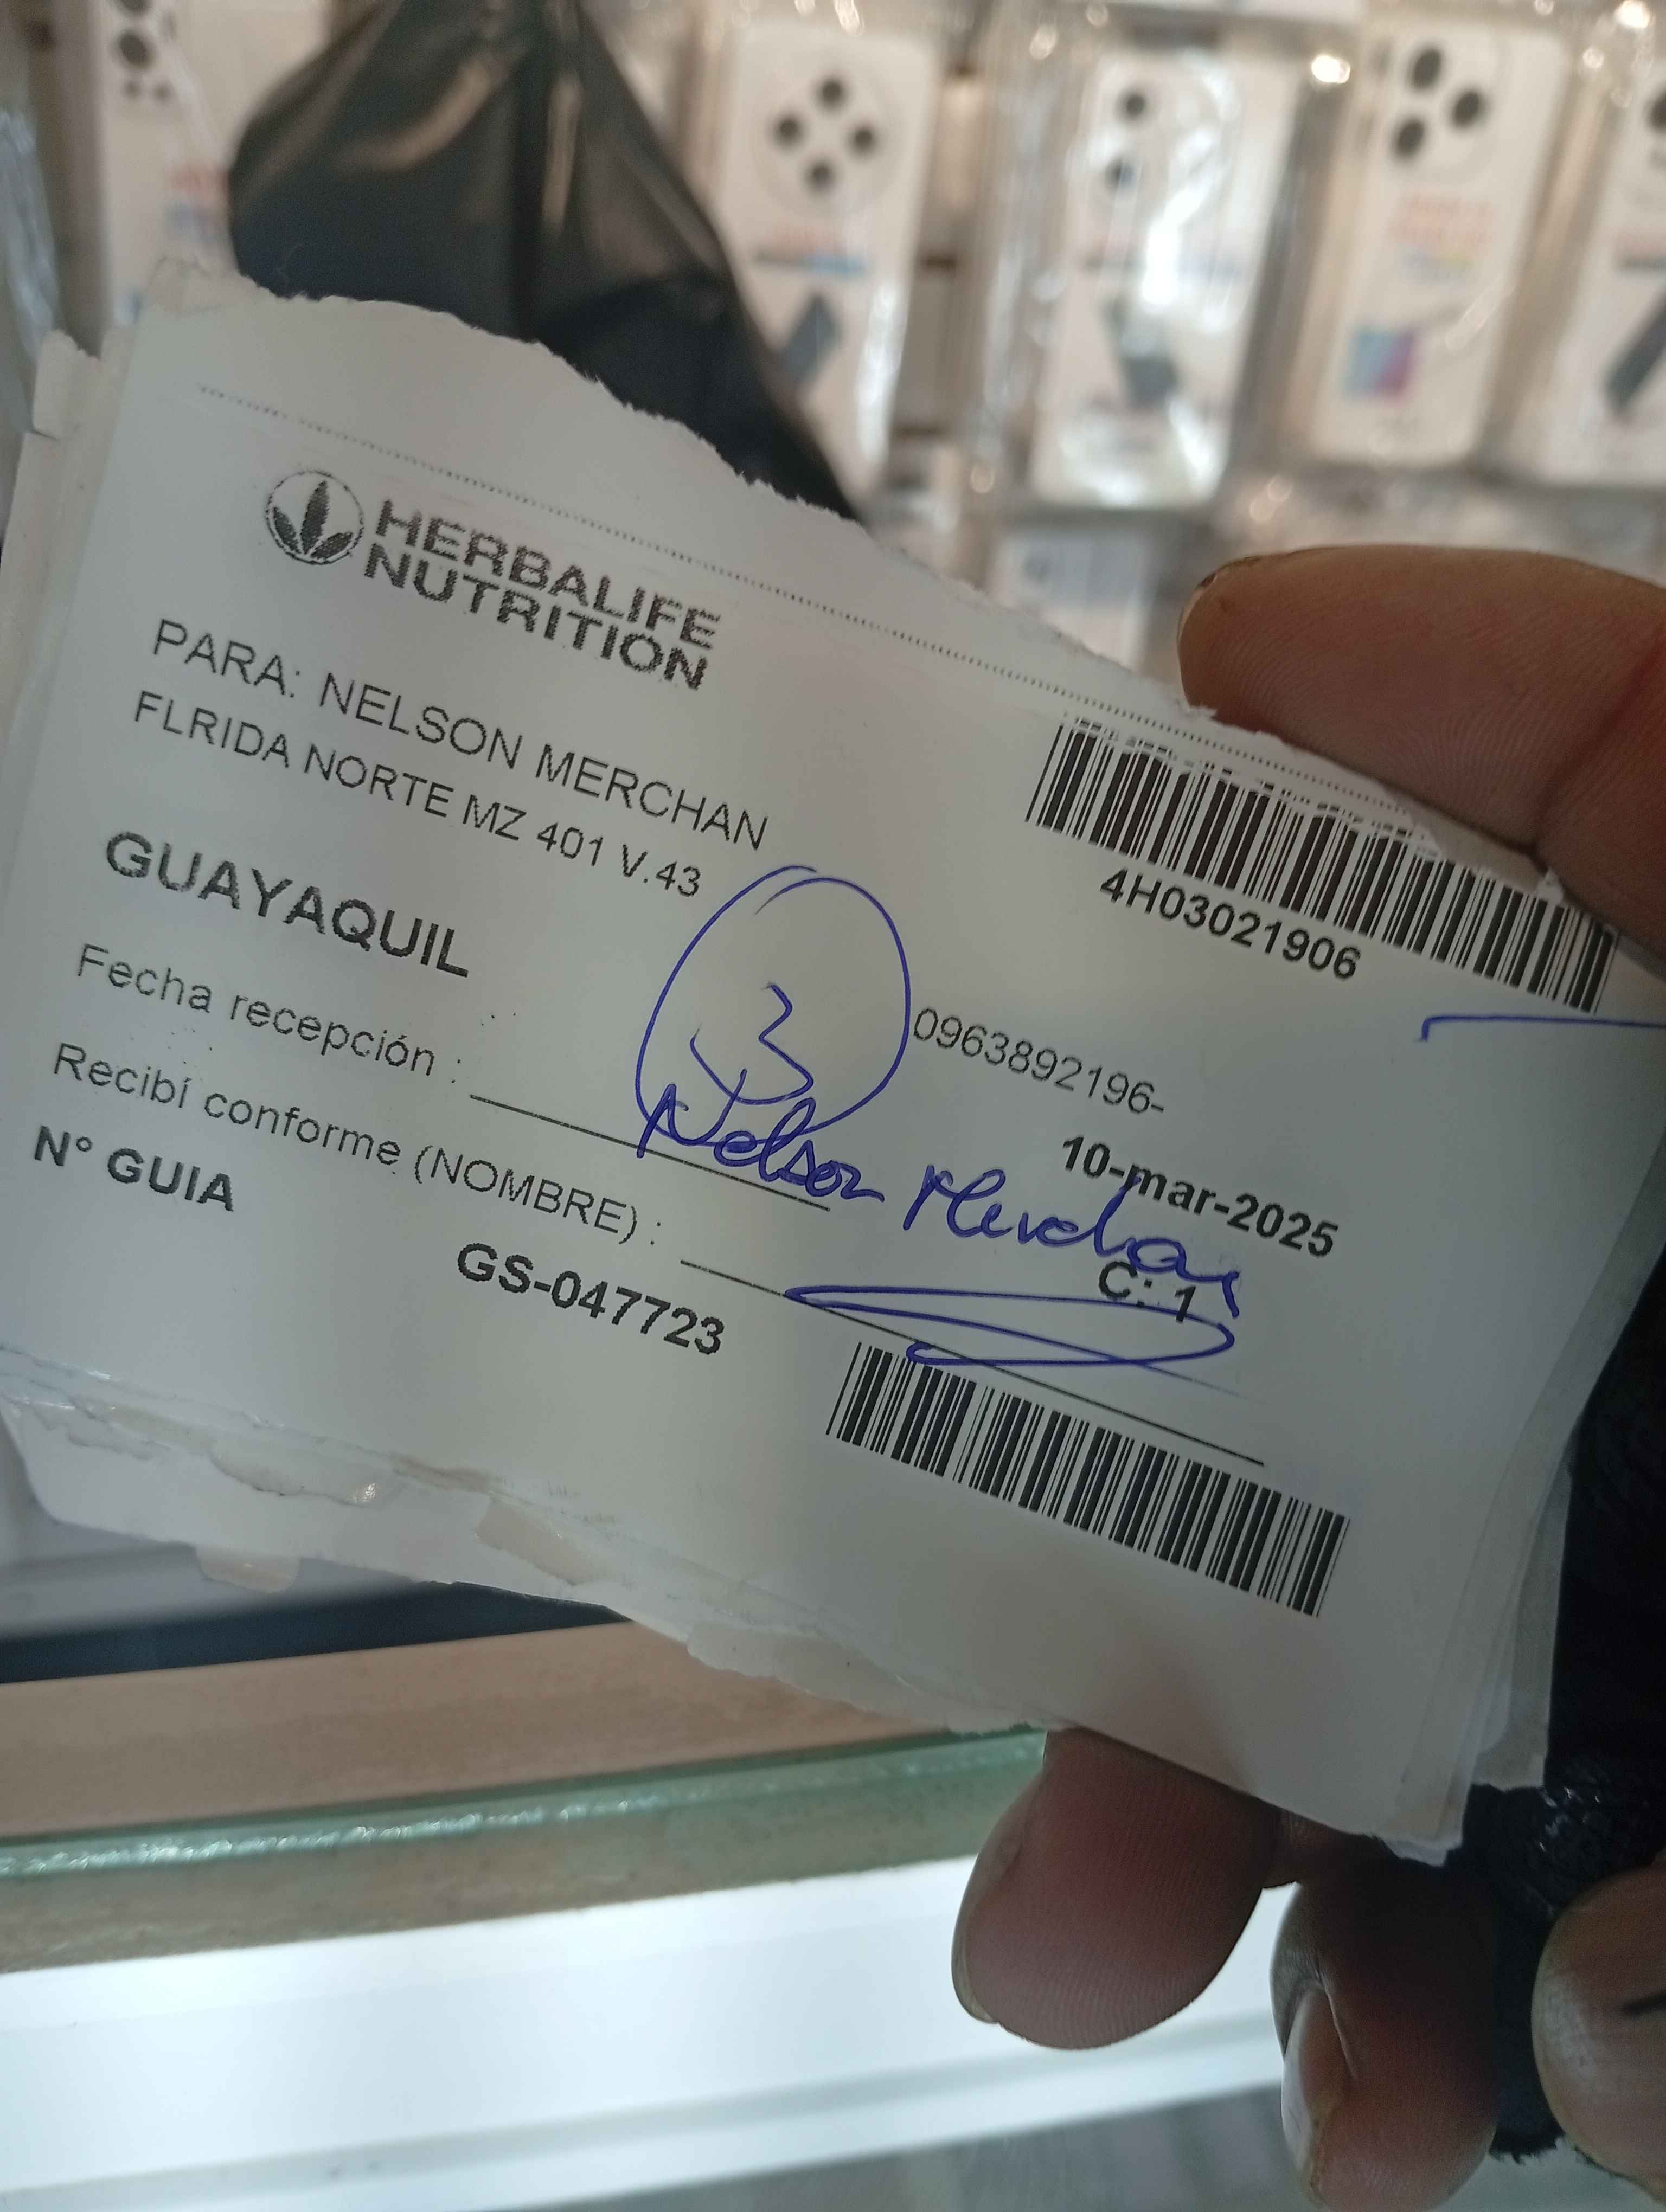 HERBALIFE
NUTRITION
PARA: NELSON MERCHAN
FLRIDA NORTE MZ 401 V.43
4H03021906
GUAYAQUIL
3
0963892196-
Fecha recepción :
10-mar-2025
Nelson Merchan
Recibí conforme (NOMBRE) :
C: 1
N° GUIA
GS-047723